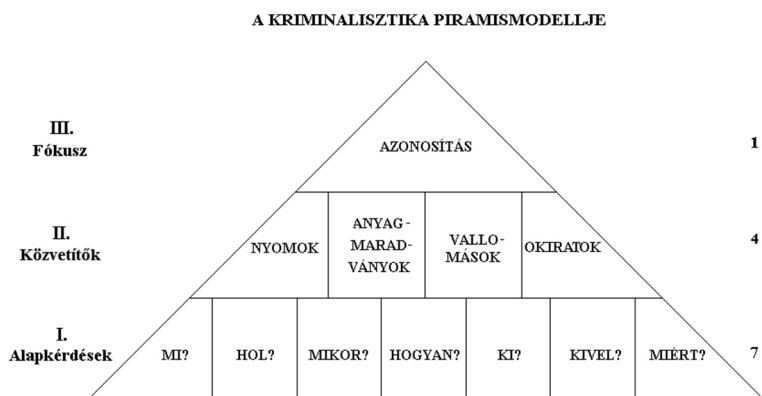 A KRIMINALISZTIKA PIRAMISMODELLJE
III.
Fókusz
AZONOSÍTÁS
1
II.
Közvetítők
NYOMOK
ANYAG-
MARAD-
VÁNYOK
VALLO-
MÁSOK
OKIRATOK
4
I.
Alapkérdések
MI?
HOL?
MIKOR?
HOGYAN?
KI?
KIVEL?
MIÉRT?
7